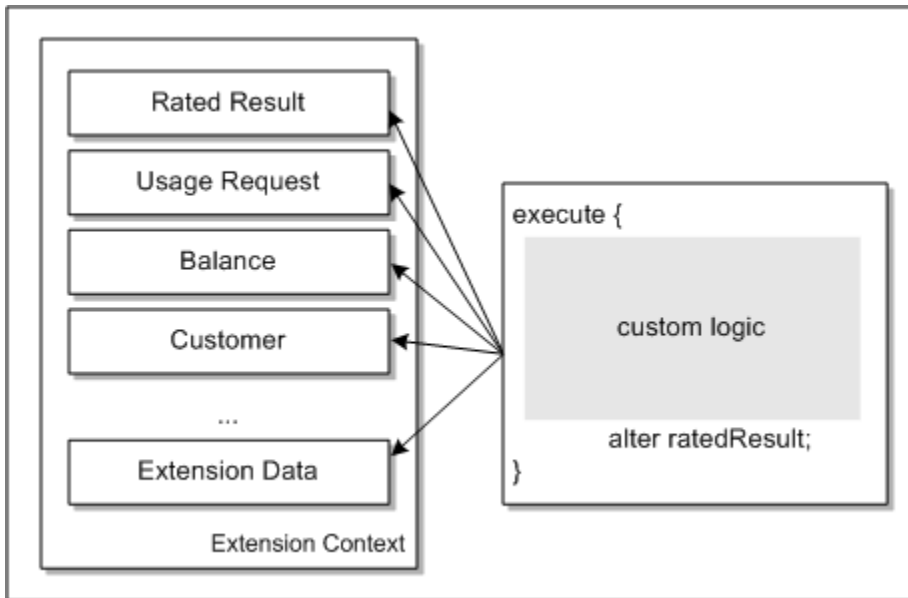 Rated Result
Usage Request
Balance
Customer
...
Extension Data
Extension Context
execute {
custom logic
alter ratedResult;
}